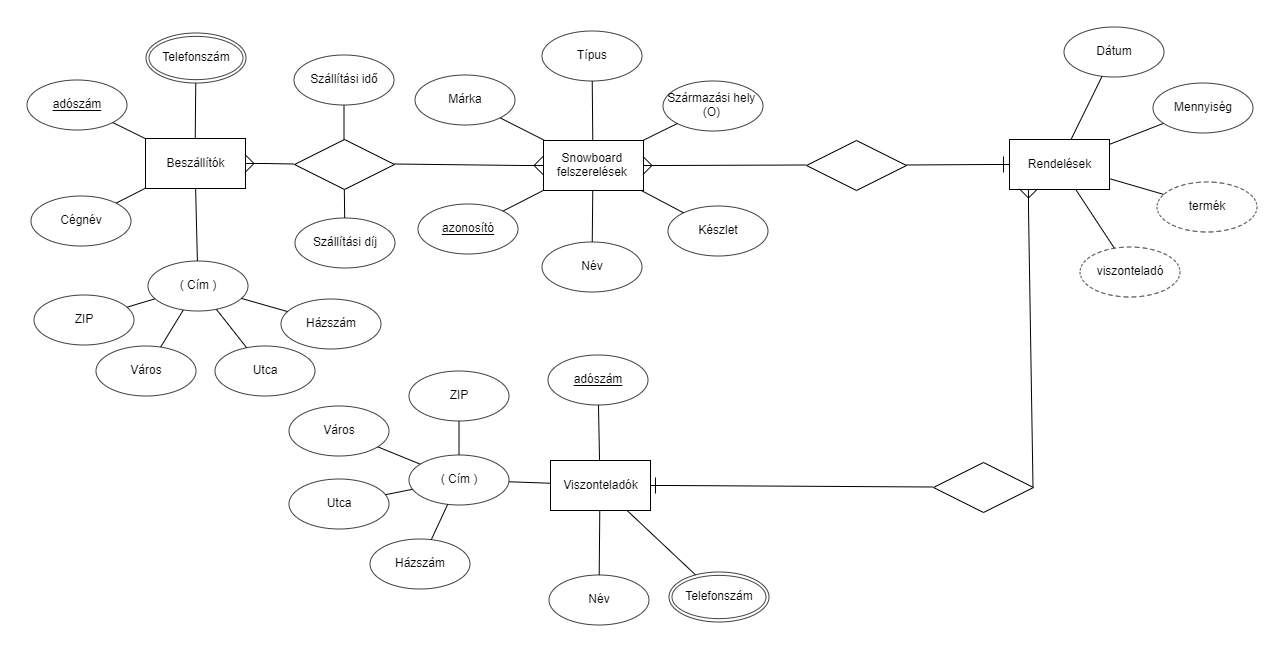 Telefonszám
adószám
Beszállítók
Cégnév
( Cím )
ZIP
Város
Utca
Házszám
Szállítási idő
Szállítási díj
Típus
Márka
Származási hely
(O)
Snowboard
felszerelések
azonosító
Név
Készlet
Dátum
Mennyiség
Rendelések
termék
viszonteladó
adószám
ZIP
Város
( Cím )
Utca
Házszám
Viszonteladók
Név
Telefonszám